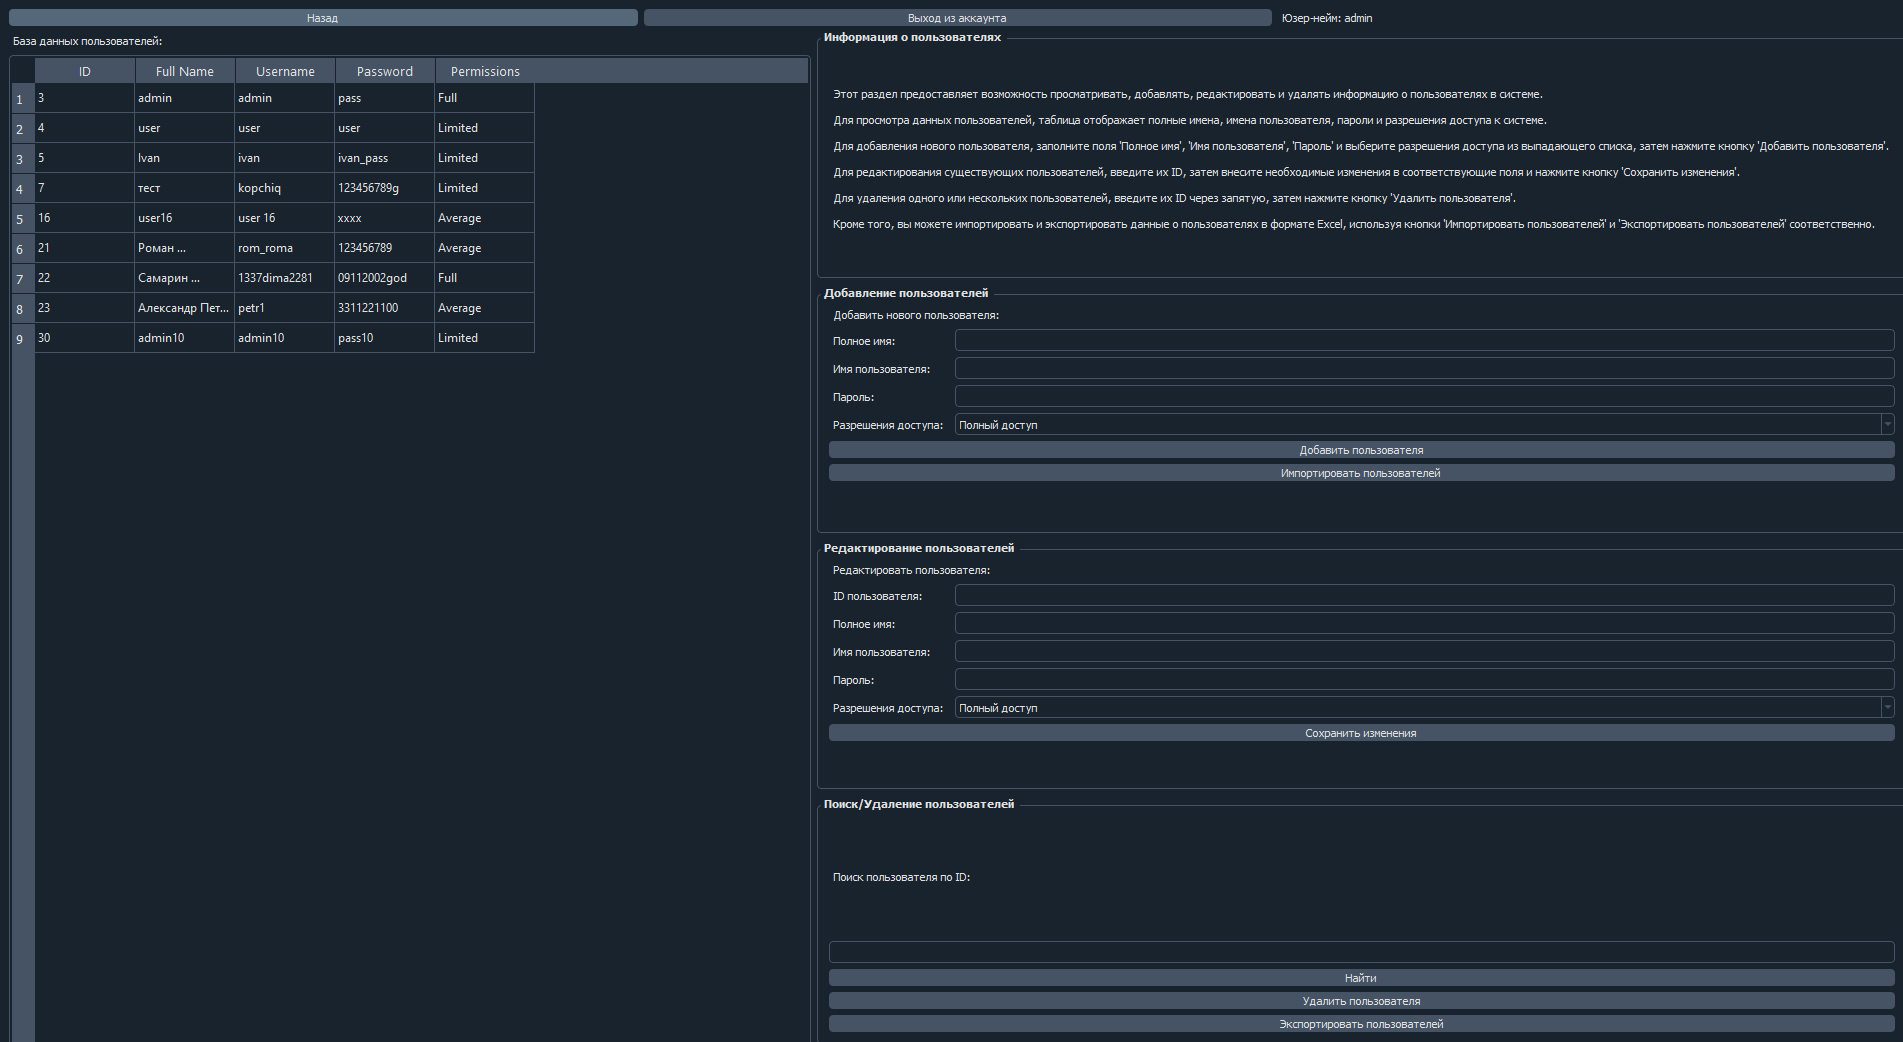 Назад
Выход из аккаунта
Юзер-нейм: admin
База данных пользователей:
ID Full Name Username Password Permissions
1 3 admin admin pass Full
2 4 user user user Limited
3 5 Ivan ivan ivan_pass Limited
4 7 тест kopchiq 123456789g Limited
5 16 user16 user 16 xxxx Average
6 21 Роман ... rom_roma 123456789 Average
7 22 Самарин ... 1337dima2281 09112002god Full
8 23 Александр Пет... petr1 3311221100 Average
9 30 admin10 admin10 pass10 Limited
Информация о пользователях
Этот раздел предоставляет возможность просматривать, добавлять, редактировать и удалять информацию о пользователях в системе.
Для просмотра данных пользователей, таблица отображает полные имена, имена пользователя, пароли и разрешения доступа к системе.
Для добавления нового пользователя, заполните поля 'Полное имя', 'Имя пользователя', 'Пароль' и выберите разрешения доступа из выпадающего списка, затем нажмите кнопку 'Добавить пользователя'.
Для редактирования существующих пользователей, введите их ID, затем внесите необходимые изменения в соответствующие поля и нажмите кнопку 'Сохранить изменения'.
Для удаления одного или нескольких пользователей, введите их ID через запятую, затем нажмите кнопку 'Удалить пользователя'.
Кроме того, вы можете импортировать и экспортировать данные о пользователях в формате Excel, используя кнопки 'Импортировать пользователей' и 'Экспортировать пользователей' соответственно.
Добавление пользователей
Добавить нового пользователя:
Полное имя:
Имя пользователя:
Пароль:
Разрешения доступа: Полный доступ
Добавить пользователя
Импортировать пользователей
Редактирование пользователей
Редактировать пользователя:
ID пользователя:
Полное имя:
Имя пользователя:
Пароль:
Разрешения доступа: Полный доступ
Сохранить изменения
Поиск/Удаление пользователей
Поиск пользователя по ID:
Найти
Удалить пользователя
Экспортировать пользователей